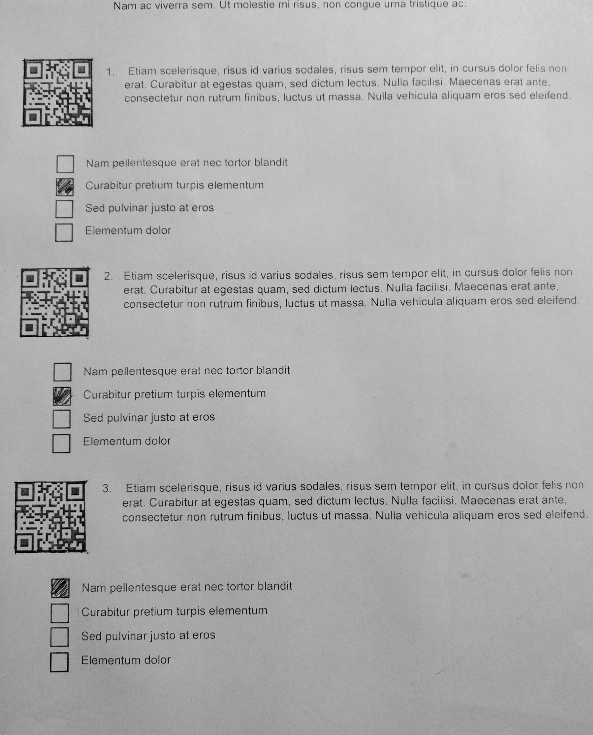 Nam ac viverra sem. Ut molestie mi risus, non congue urna tristique ac.
1. Etiam scelerisque, risus id varius sodales, risus sem tempor elit, in cursus dolor felis non
erat. Curabitur at egestas quam, sed dictum lectus. Nulla facilisi. Maecenas erat ante,
consectetur non rutrum finibus, luctus ut massa. Nulla vehicula aliquam eros sed eleifend.
Nam pellentesque erat nec tortor blandit
Curabitur pretium turpis elementum
Sed pulvinar justo at eros
Elementum dolor
2. Etiam scelerisque, risus id varius sodales, risus sem tempor elit, in cursus dolor felis non
erat. Curabitur at egestas quam, sed dictum lectus. Nulla facilisi. Maecenas erat ante,
consectetur non rutrum finibus, luctus ut massa. Nulla vehicula aliquam eros sed eleifend.
Nam pellentesque erat nec tortor blandit
Curabitur pretium turpis elementum
Sed pulvinar justo at eros
Elementum dolor
3. Etiam scelerisque, risus id varius sodales, risus sem tempor elit, in cursus dolor felis non
erat. Curabitur at egestas quam, sed dictum lectus. Nulla facilisi. Maecenas erat ante,
consectetur non rutrum finibus, luctus ut massa. Nulla vehicula aliquam eros sed eleifend.
Nam pellentesque erat nec tortor blandit
Curabitur pretium turpis elementum
Sed pulvinar justo at eros
Elementum dolor